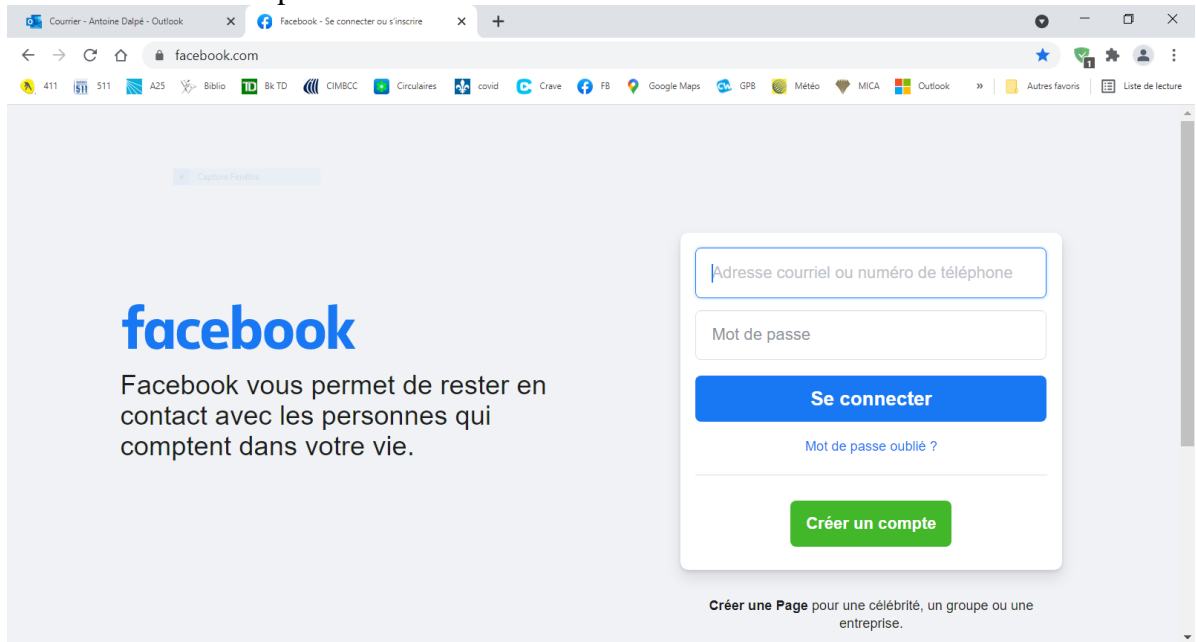 Courrier - Antoine Dalpé - Outlook
Facebook - Se connecter ou s'inscrire
facebook.com
411 511 A25 Biblio Bk TD CIMBCC Circulaires covid Crave FB Google Maps GPB Météo MICA Outlook » Autres favoris Liste de lecture
Capture Fenêtre
Adresse courriel ou numéro de téléphone
facebook
Mot de passe
Facebook vous permet de rester en
contact avec les personnes qui
comptent dans votre vie.
Se connecter
Mot de passe oublié ?
Créer un compte
Créer une Page pour une célébrité, un groupe ou une
entreprise.